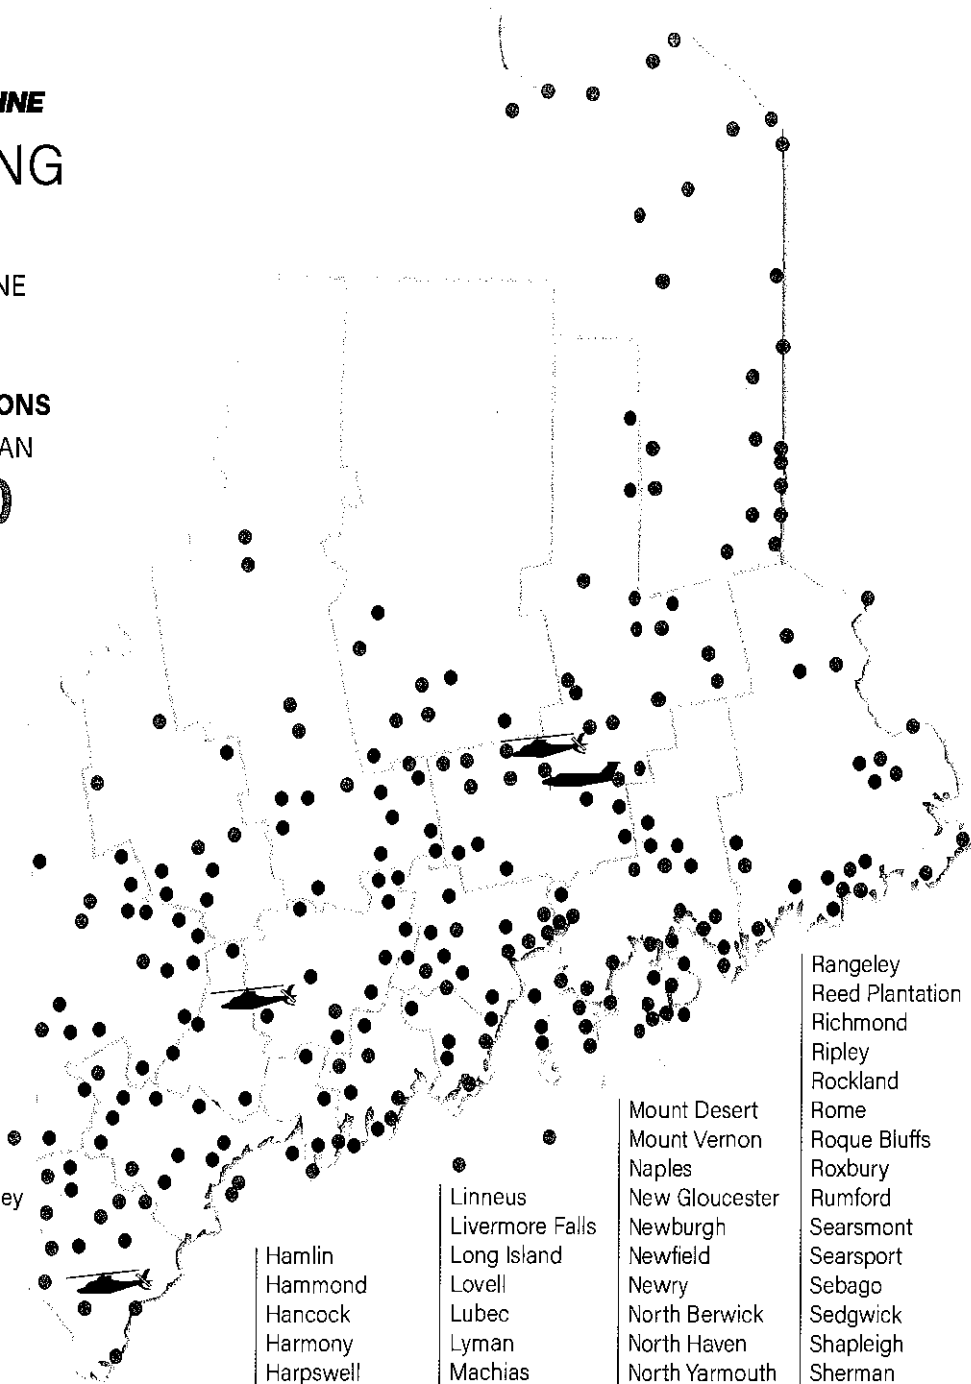 INE
NG
NE
ONS
AN
ey
Hamlin
Hammond
Hancock
Harmony
Harpswell
Linneus
Livermore Falls
Long Island
Lovell
Lubec
Lyman
Machias
Mount Desert
Mount Vernon
Naples
New Gloucester
Newburgh
Newfield
Newry
North Berwick
North Haven
North Yarmouth
Rangeley
Reed Plantation
Richmond
Ripley
Rockland
Rome
Roque Bluffs
Roxbury
Rumford
Searsmont
Searsport
Sebago
Sedgwick
Shapleigh
Sherman